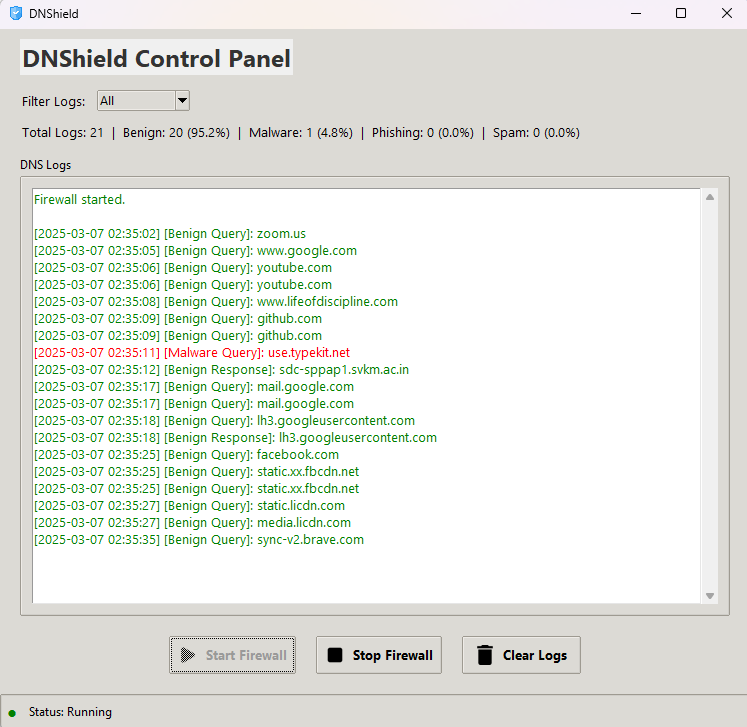 DNShield
DNShield Control Panel
Filter Logs: All
Total Logs: 21 | Benign: 20 (95.2%) | Malware: 1 (4.8%) | Phishing: 0 (0.0%) | Spam: 0 (0.0%)
DNS Logs
Firewall started.
[2025-03-07 02:35:02] [Benign Query]: zoom.us
[2025-03-07 02:35:05] [Benign Query]: www.google.com
[2025-03-07 02:35:06] [Benign Query]: youtube.com
[2025-03-07 02:35:06] [Benign Query]: youtube.com
[2025-03-07 02:35:08] [Benign Query]: www.lifeofdiscipline.com
[2025-03-07 02:35:09] [Benign Query]: github.com
[2025-03-07 02:35:09] [Benign Query]: github.com
[2025-03-07 02:35:11] [Malware Query]: use.typekit.net
[2025-03-07 02:35:12] [Benign Response]: sdc-sppap1.svkm.ac.in
[2025-03-07 02:35:17] [Benign Query]: mail.google.com
[2025-03-07 02:35:17] [Benign Query]: mail.google.com
[2025-03-07 02:35:18] [Benign Query]: lh3.googleusercontent.com
[2025-03-07 02:35:18] [Benign Response]: lh3.googleusercontent.com
[2025-03-07 02:35:25] [Benign Query]: facebook.com
[2025-03-07 02:35:25] [Benign Query]: static.xx.fbcdn.net
[2025-03-07 02:35:25] [Benign Query]: static.xx.fbcdn.net
[2025-03-07 02:35:27] [Benign Query]: static.licdn.com
[2025-03-07 02:35:27] [Benign Query]: media.licdn.com
[2025-03-07 02:35:35] [Benign Query]: sync-v2.brave.com
Start Firewall Stop Firewall Clear Logs
Status: Running